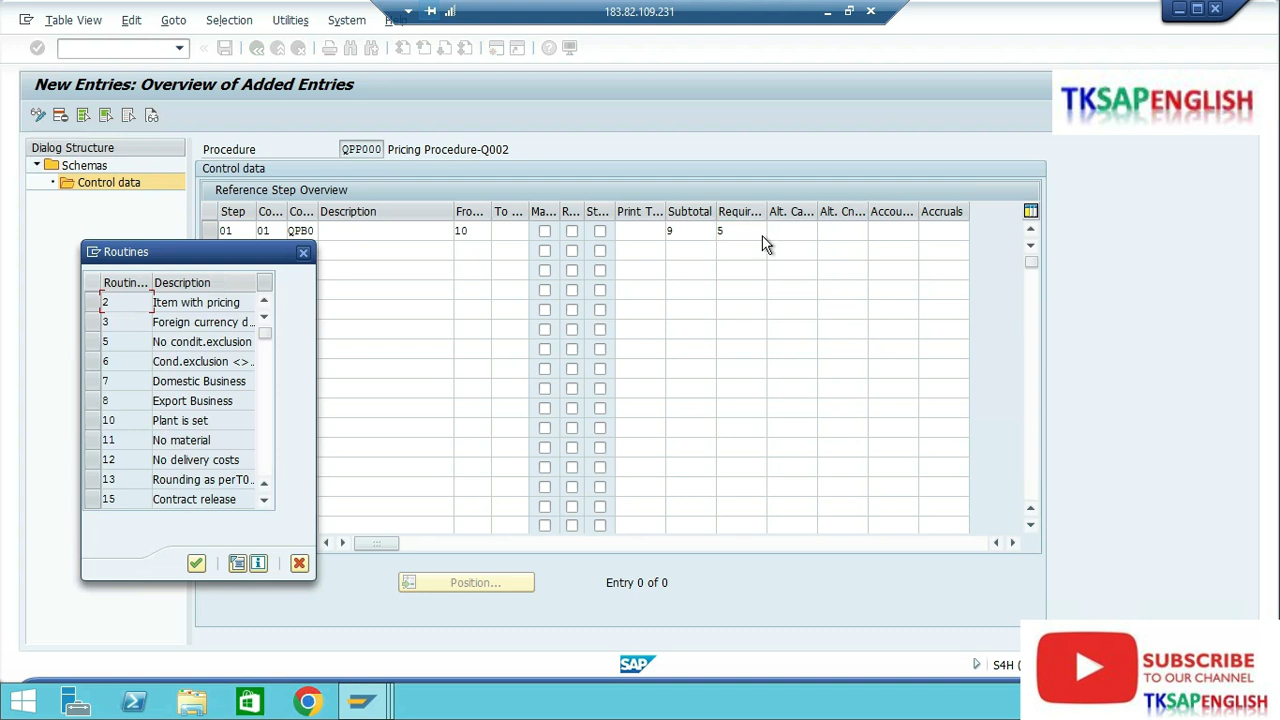 183.82.109.231
Table View Edit Goto Selection Utilities System Help
New Entries: Overview of Added Entries
TKSAPENGLISH
Dialog Structure
Schemas
Control data
Procedure QPP000 Pricing Procedure-Q002
Control data
Reference Step Overview
Step Co... Co... Description Fro... To ... Ma... R... St... Print T... Subtotal Requir... Alt. Ca... Alt. Cn... Accou... Accruals
01 01 QPB0 10 9 5
Routines
Routin... Description
2 Item with pricing
3 Foreign currency d...
5 No condit.exclusion
6 Cond.exclusion <>...
7 Domestic Business
8 Export Business
10 Plant is set
11 No material
12 No delivery costs
13 Rounding as perT0...
15 Contract release
Position... Entry 0 of 0
SAP
S4H (
SUBSCRIBE
TO OUR CHANNEL
TKSAPENGLISH